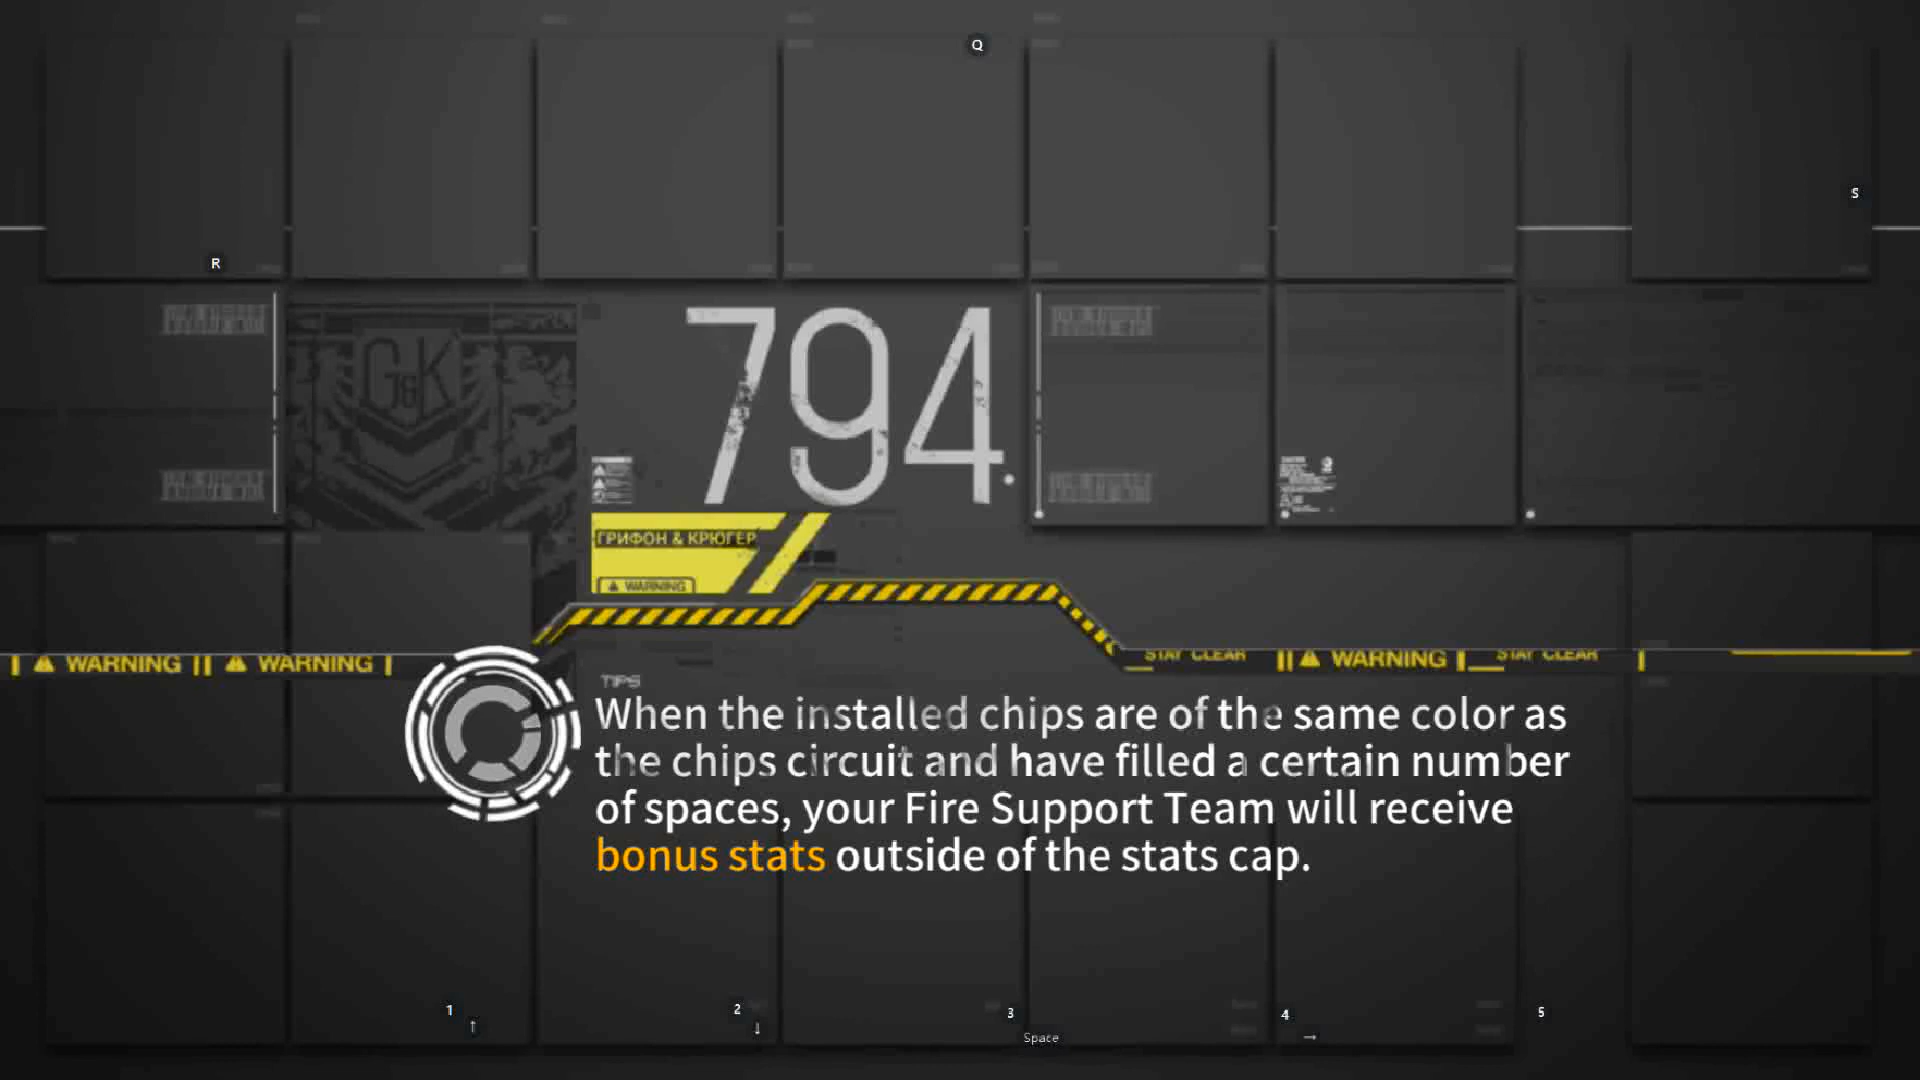 Q
S
R
G&K
794.
ГРИФОН & КРЮГЕР
WARNING
WARNING
WARNING
STAY CLEAR
WARNING
STAY CLEAR
TIPS
When the installed chips are of the same color as
the chips circuit and have filled a certain number
of spaces, your Fire Support Team will receive
bonus stats outside of the stats cap.
1
2
3
4
5
↑
↓
→
Space